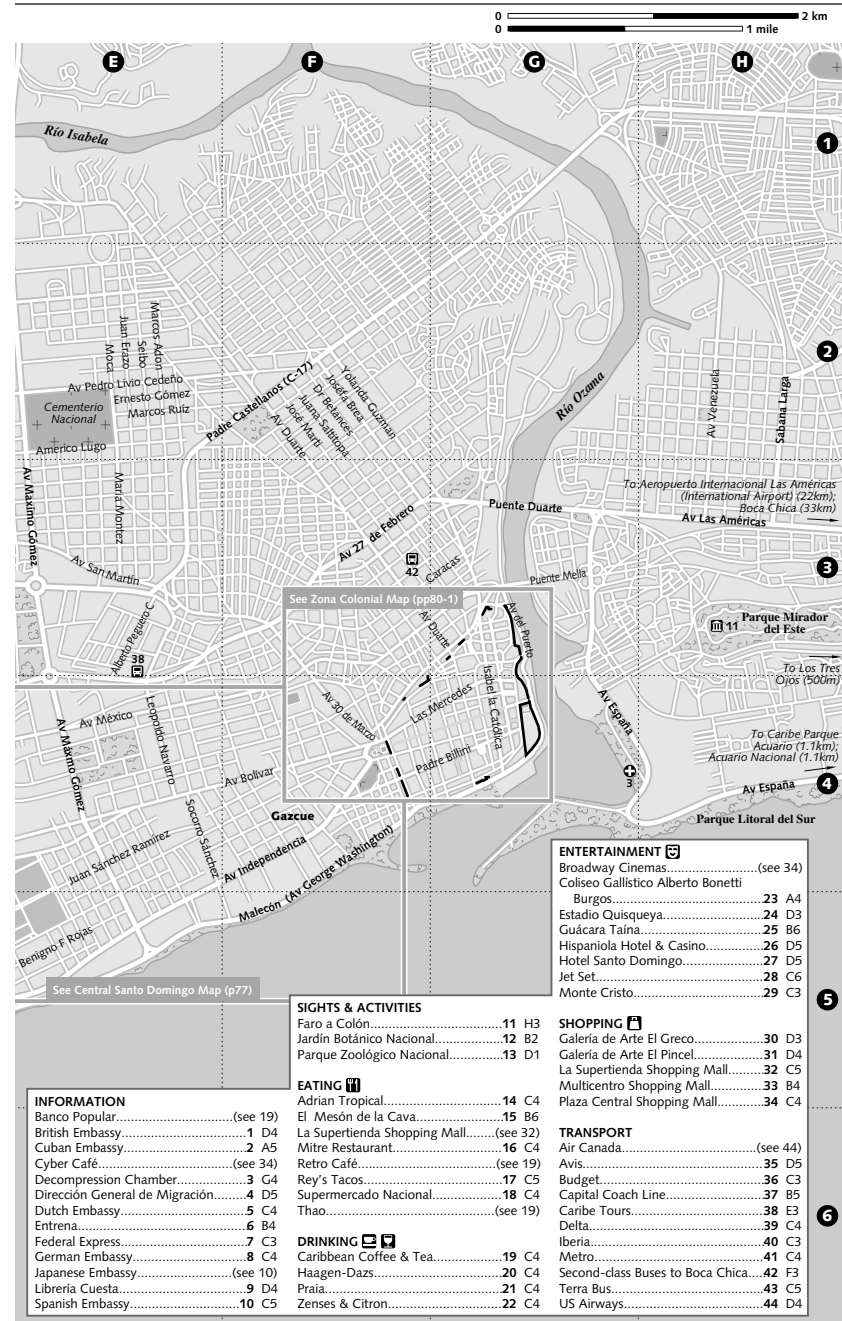 0 2 km
0 1 mile
E F G H
1
Río Isabela
2
Marcos Adon
Seibo
Juan Erazo
Moca
Av Pedro Livio Cedeño
Ernesto Gómez
Marcos Ruiz
Cementerio
Nacional
Américo Lugo
Padre Castellanos (C-17)
Yolanda Guzman
Josefa Brea
Dr Betances
Juana Saltitopa
José Martí
Av Duarte
Río Ozama
Av Venezuela
Sabana Larga
Av Máximo Gómez
María Montez
Av San Martín
Av 27 de Febrero
Puente Duarte
To Aeropuerto Internacional Las Américas
(International Airport) (22km);
Boca Chica (33km)
Av Las Américas
3
42
Caracas
Puente Mella
See Zona Colonial Map (pp80-1)
Alberto Peguero C
38
Av Duarte
Av del Puerto
11
Parque Mirador
del Este
To Los Tres
Ojos (500m)
Isabel la Católica
Las Mercedes
Av 30 de Marzo
Padre Billini
Av España
Av México
Leopoldo Navarro
Av Máxmo Gómez
Av Bolívar
Socorro Sánchez
Gazcue
To Caribe Parque
Acuario (1.1km);
Acuario Nacional (1.1km)
3
Av España
4
Parque Litoral del Sur
Juan Sánchez Ramírez
Av Independencia
Malecón (Av George Washington)
Benigno F Rojas
See Central Santo Domingo Map (p77)
5
6
INFORMATION
Banco Popular............................(see 19)
British Embassy..............................1 D4
Cuban Embassy..............................2 A5
Cyber Café...............................(see 34)
Decompression Chamber.................3 G4
Dirección General de Migración........4 D5
Dutch Embassy...............................5 C4
Entrena.........................................6 B4
Federal Express..............................7 C3
German Embassy............................8 C4
Japanese Embassy......................(see 10)
Librería Cuesta...............................9 D4
Spanish Embassy..........................10 C5
SIGHTS & ACTIVITIES
Faro a Colón................................11 H3
Jardín Botánico Nacional................12 B2
Parque Zoológico Nacional.............13 D1
EATING
Adrian Tropical.............................14 C4
El Mesón de la Cava......................15 B6
La Supertienda Shopping Mall.......(see 32)
Mitre Restaurant...........................16 C4
Retro Café...............................(see 19)
Rey's Tacos..................................17 C5
Supermercado Nacional.................18 C4
Thao.......................................(see 19)
DRINKING
Caribbean Coffee & Tea.................19 C4
Haagen-Dazs................................20 C4
Praia...........................................21 C4
Zenses & Citron............................22 C4
ENTERTAINMENT
Broadway Cinemas......................(see 34)
Coliseo Gallístico Alberto Bonetti
Burgos........................................23 A4
Estadio Quisqueya........................24 D3
Guácara Taína..............................25 B6
Hispaniola Hotel & Casino..............26 D5
Hotel Santo Domingo....................27 D5
Jet Set........................................28 C6
Monte Cristo................................29 C3
SHOPPING
Galería de Arte El Greco.................30 D3
Galería de Arte El Pincel.................31 D4
La Supertienda Shopping Mall.........32 C5
Multicentro Shopping Mall.............33 B4
Plaza Central Shopping Mall...........34 C4
TRANSPORT
Air Canada................................(see 44)
Avis............................................35 D5
Budget........................................36 C3
Capital Coach Line........................37 B5
Caribe Tours................................38 E3
Delta..........................................39 C4
Iberia..........................................40 C3
Metro.........................................41 C4
Second-class Buses to Boca Chica....42 F3
Terra Bus....................................43 C5
US Airways..................................44 D4